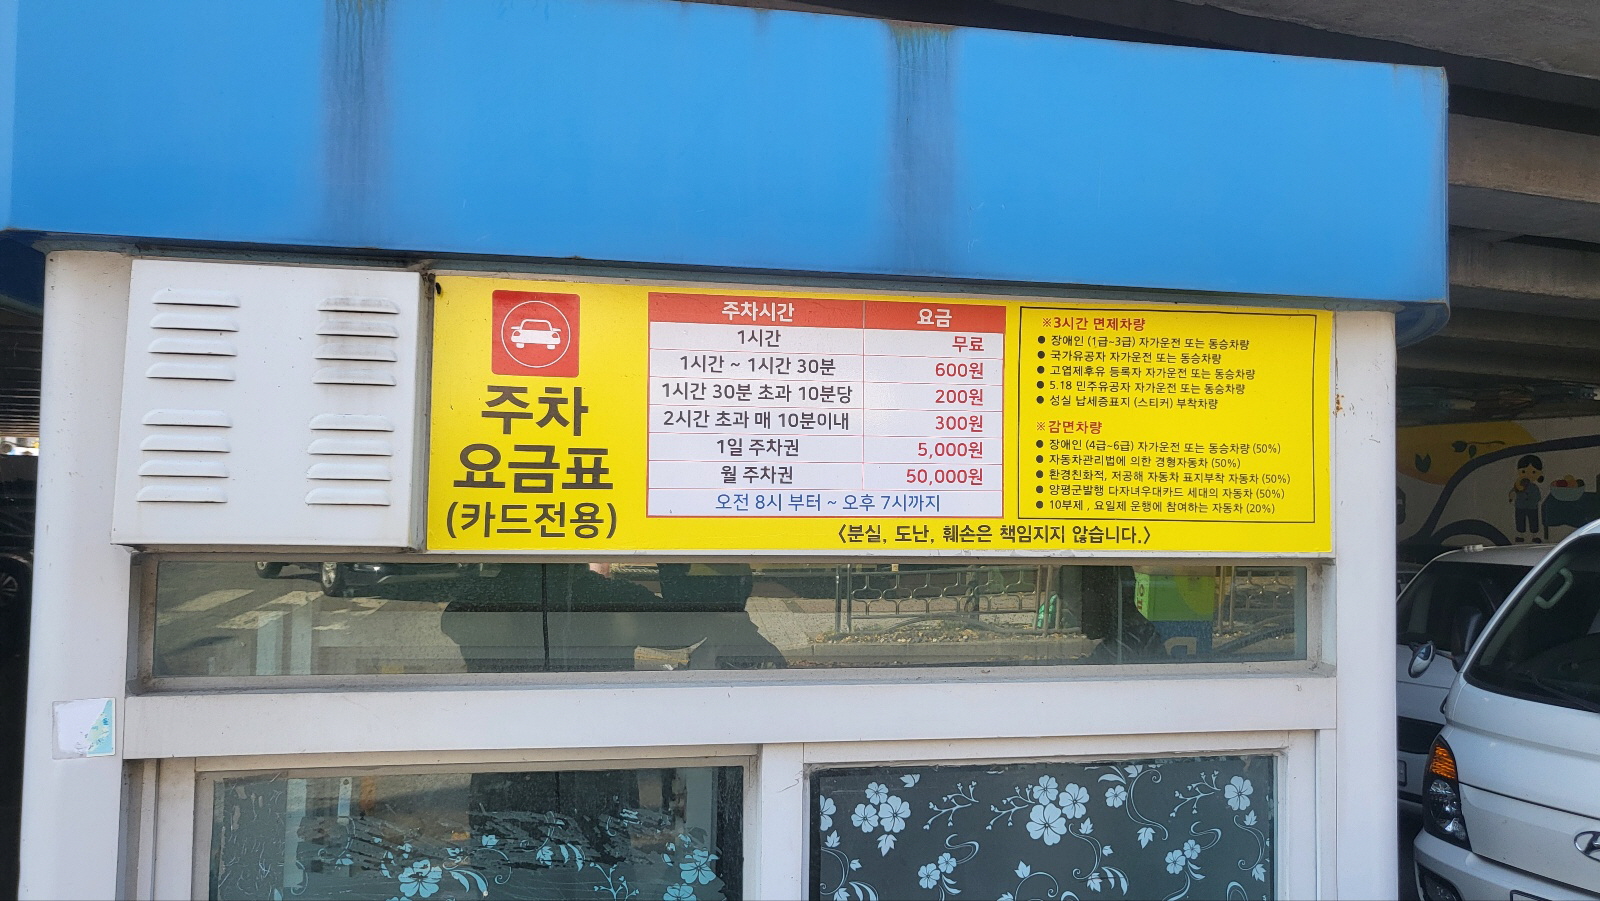 주차
요금표
(카드전용)
주차시간 요금
1시간 무료
1시간 ~ 1시간 30분 600원
1시간 30분 초과 10분당 200원
2시간 초과 매 10분이내 300원
1일 주차권 5,000원
월 주차권 50,000원
오전 8시 부터 ~ 오후 7시까지
※3시간 면제차량
● 장애인 (1급~3급) 자가운전 또는 동승차량
● 국가유공자 자가운전 또는 동승차량
● 고엽제후유 등록자 자가운전 또는 동승차량
● 5.18 민주유공자 자가운전 또는 동승차량
● 성실 납세증표지 (스티커) 부착차량
※ 감면차량
● 장애인 (4급~6급) 자가운전 또는 동승차량 (50%)
● 자동차관리법에 의한 경형자동차 (50%)
● 환경친화적, 저공해 자동차 표지부착 자동차 (50%)
● 양평군발행 다자녀우대카드 세대의 자동차 (50%)
● 10부제 , 요일제 운행에 참여하는 자동차 (20%)
<분실, 도난, 훼손은 책임지지 않습니다.>